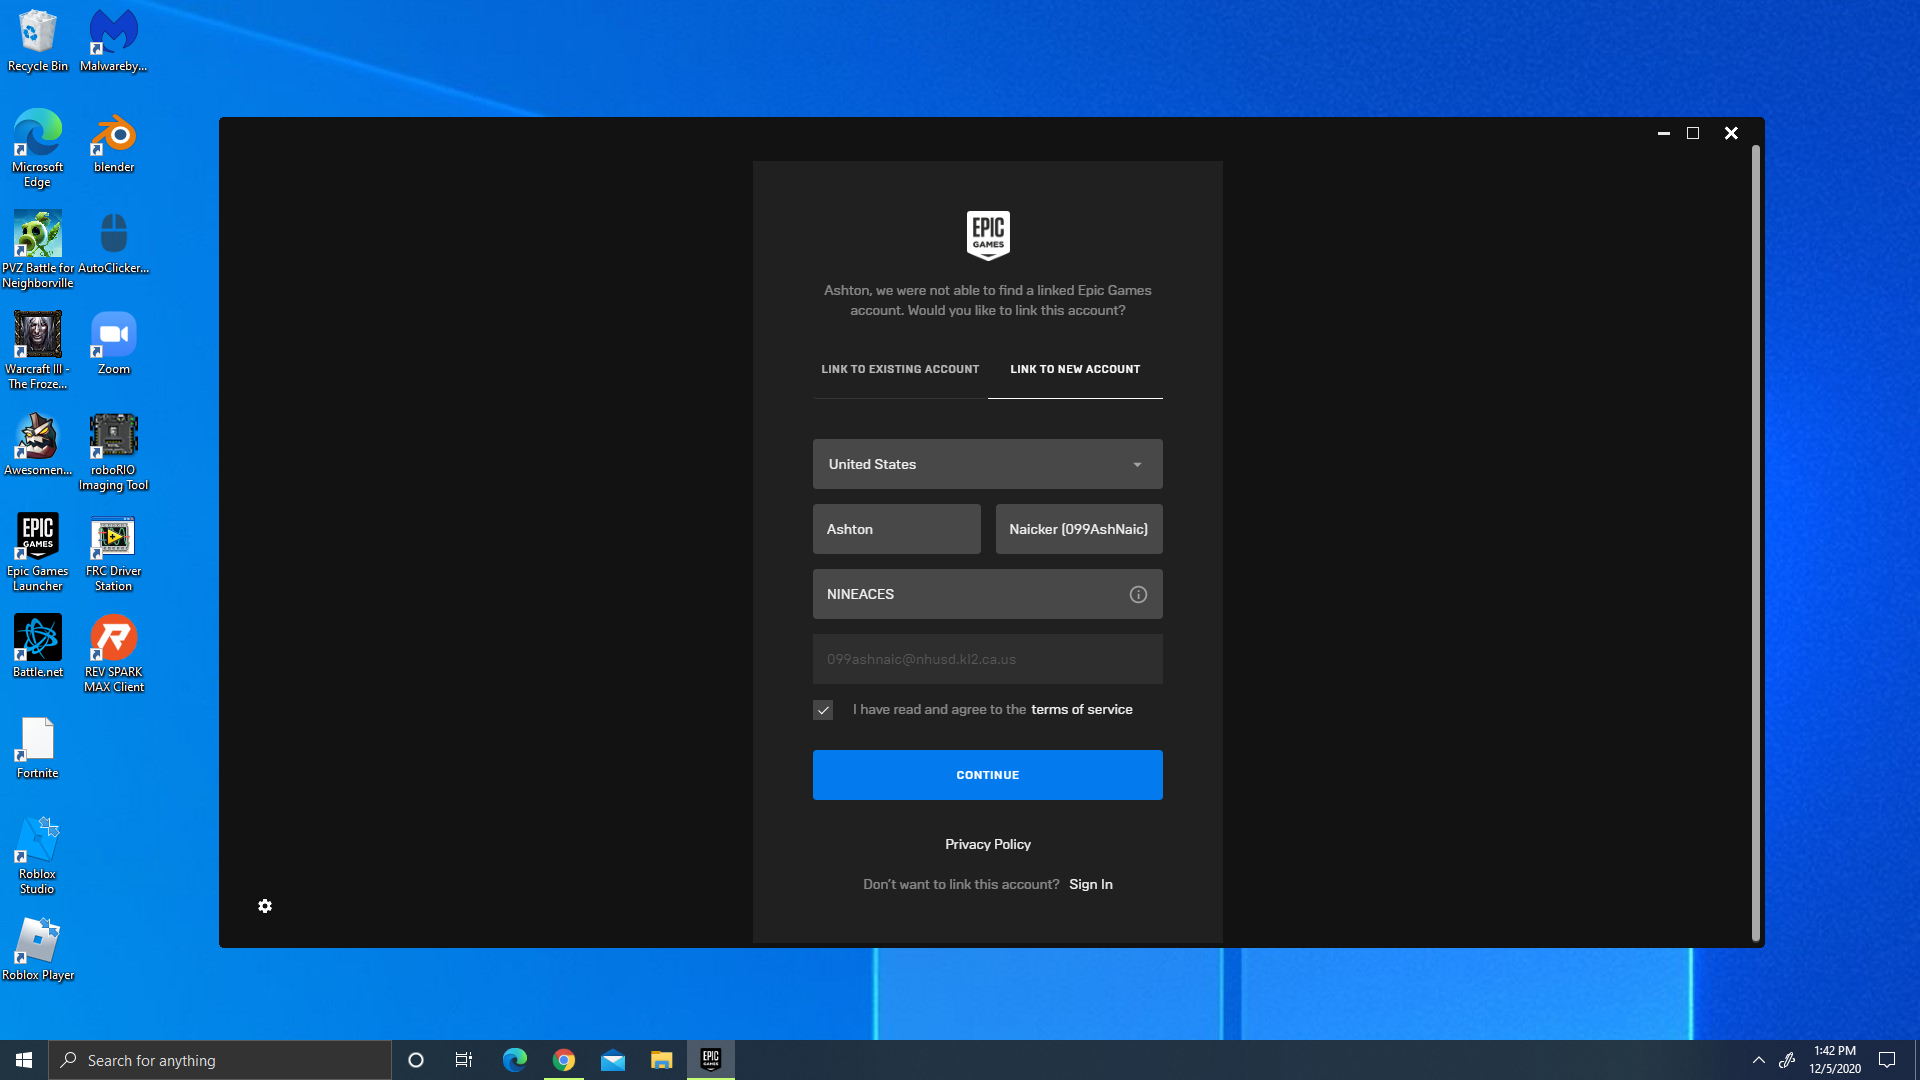 Recycle Bin
Malwareby...
Microsoft
Edge
blender
PVZ Battle for
Neighborville
AutoClicker...
Warcraft III -
The Froze...
Zoom
Awesomen...
roboRIO
Imaging Tool
EPIC
GAMES
Epic Games
Launcher
FRC Driver
Station
Battle.net
REV SPARK
MAX Client
Fortnite
Roblox
Studio
Roblox Player
EPIC
GAMES
Ashton, we were not able to find a linked Epic Games
account. Would you like to link this account?
LINK TO EXISTING ACCOUNT
LINK TO NEW ACCOUNT
United States
Ashton
Naicker (099AshNaic)
NINEACES
099ashnaic@nhusd.k12.ca.us
I have read and agree to the terms of service
CONTINUE
Privacy Policy
Don't want to link this account? Sign In
Search for anything
EPIC
GAMES
1:42 PM
12/5/2020